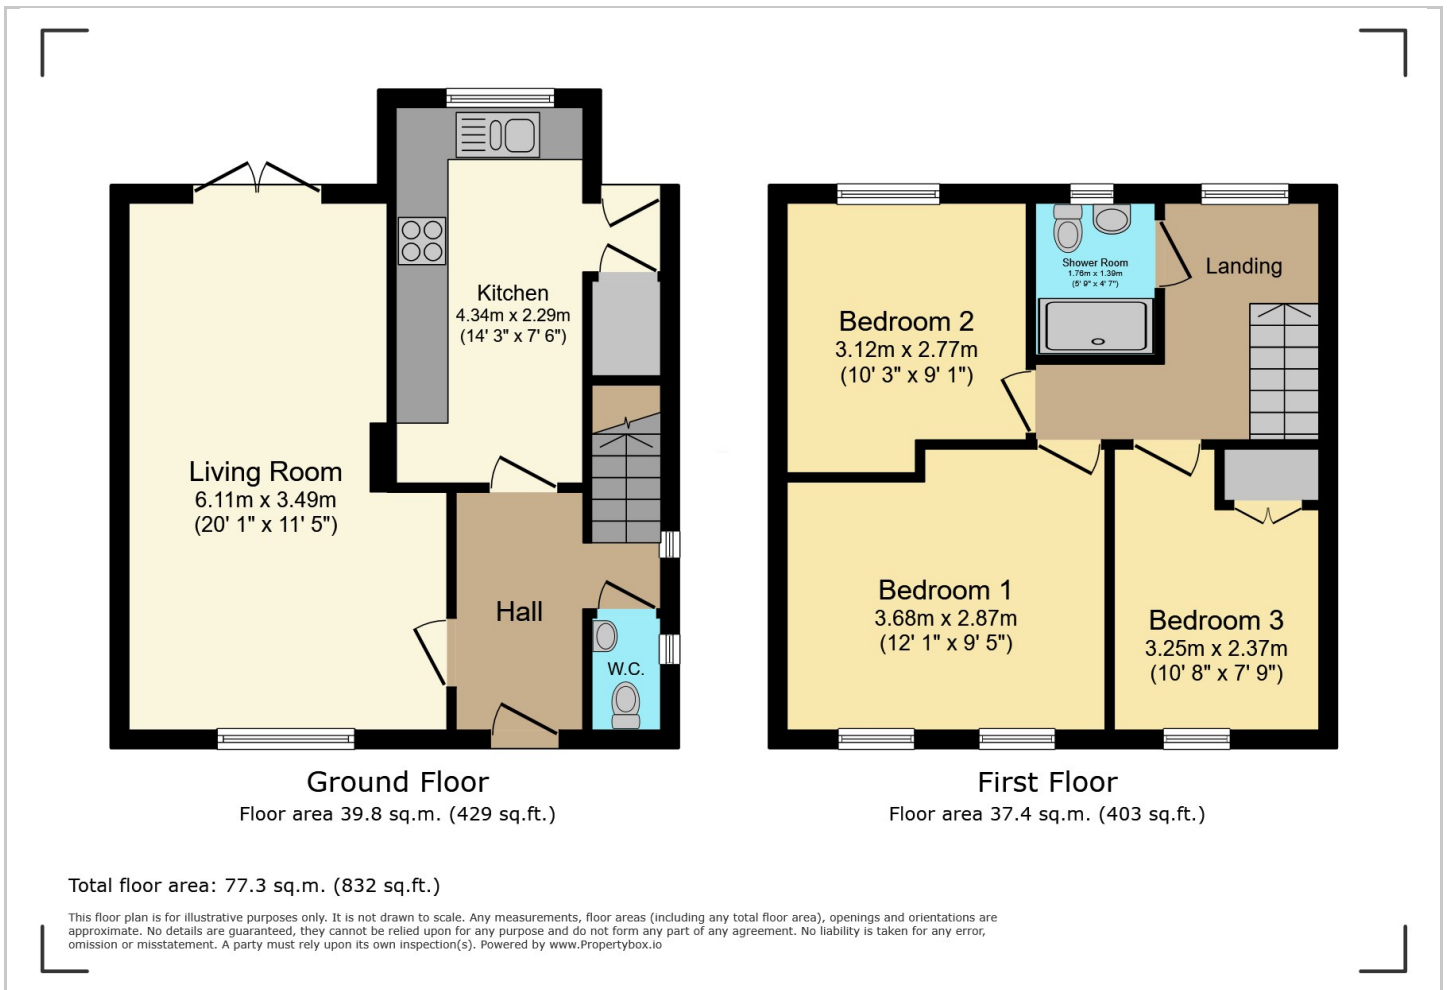 Kitchen
4.34m x 2.29m
(14' 3" x 7' 6")
Living Room
6.11m x 3.49m
(20' 1" x 11' 5")
Hall
W.C.
Ground Floor
Floor area 39.8 sq.m. (429 sq.ft.)
Shower Room
1.76m x 1.39m
(5' 9" x 4' 7")
Landing
Bedroom 2
3.12m x 2.77m
(10' 3" x 9' 1")
Bedroom 1
3.68m x 2.87m
(12' 1" x 9' 5")
Bedroom 3
3.25m x 2.37m
(10' 8" x 7' 9")
First Floor
Floor area 37.4 sq.m. (403 sq.ft.)
Total floor area: 77.3 sq.m. (832 sq.ft.)
This floor plan is for illustrative purposes only. It is not drawn to scale. Any measurements, floor areas (including any total floor area), openings and orientations are
approximate. No details are guaranteed, they cannot be relied upon for any purpose and do not form any part of any agreement. No liability is taken for any error,
omission or misstatement. A party must rely upon its own inspection(s). Powered by www.Propertybox.io